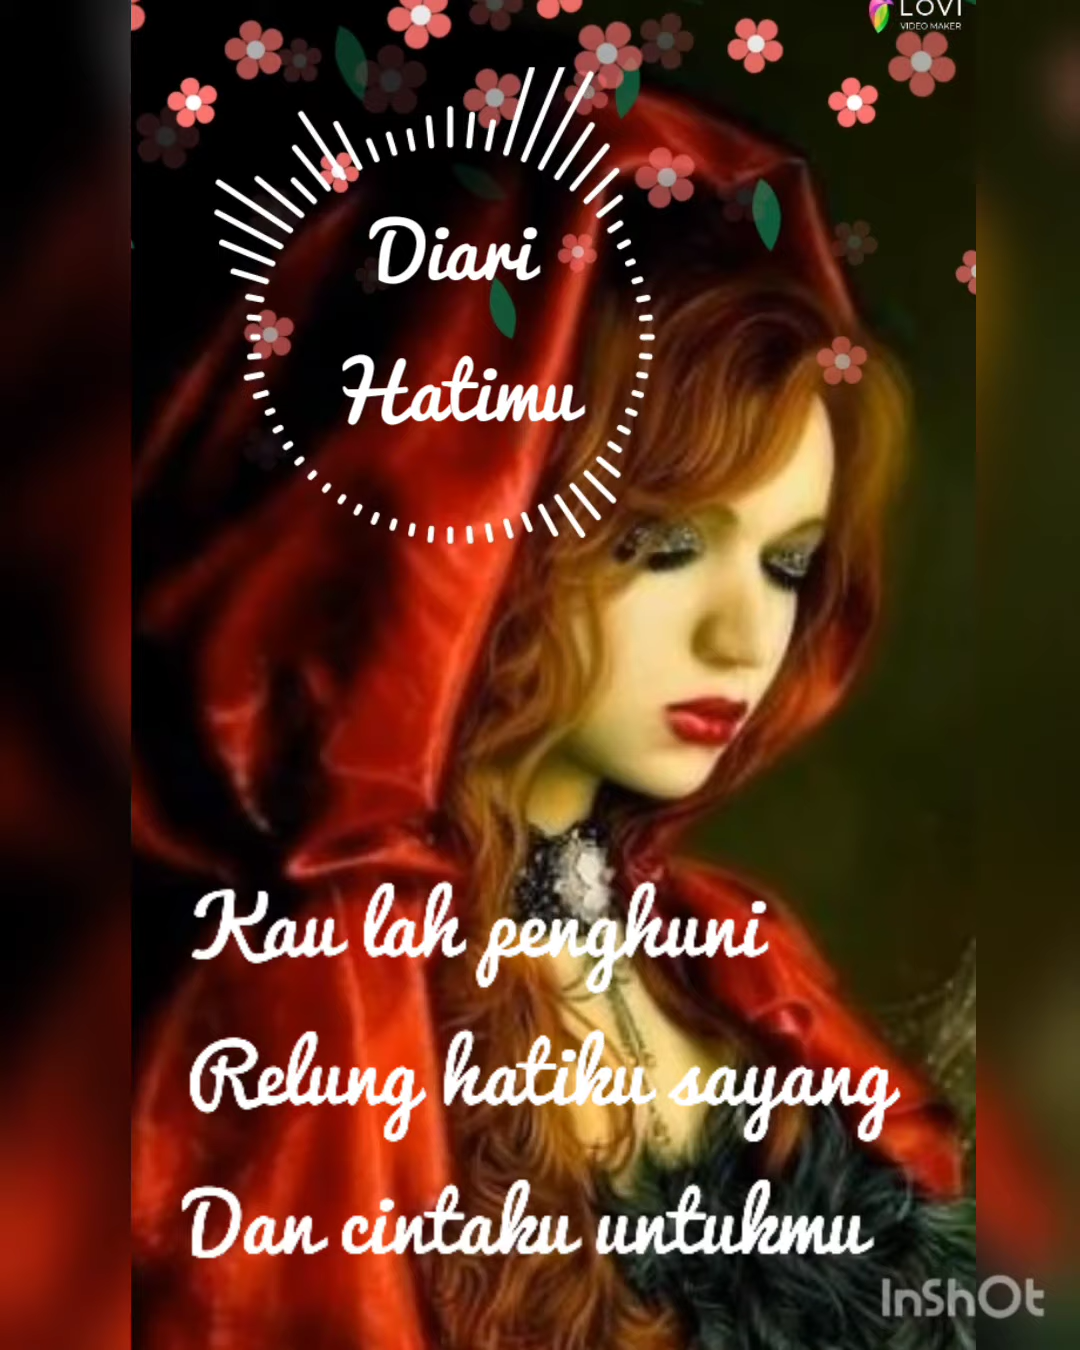 LOVI
VIDEO MAKER
Diari
Hatimu
Kau lah penghuni
Relung hatiku sayang
Dan cintaku untukmu
InShOt